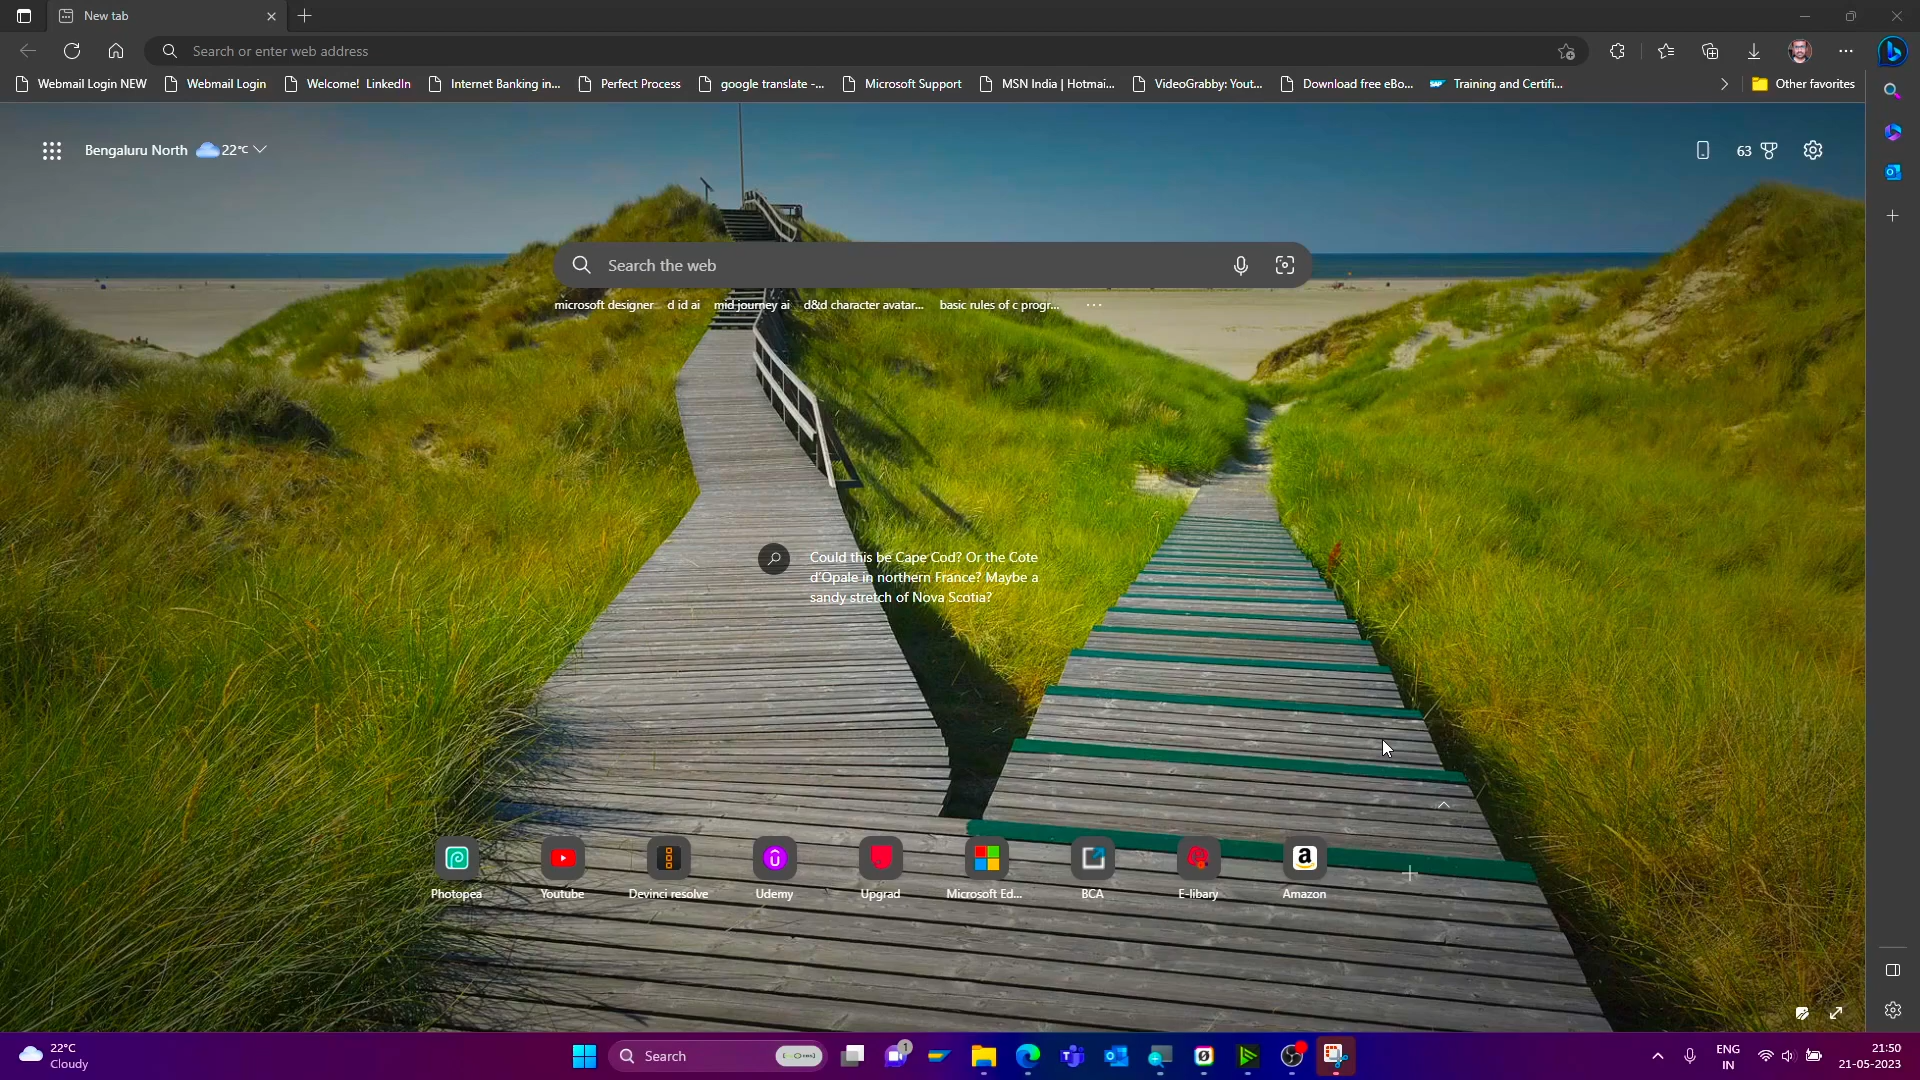 New tab
Search or enter web address
Webmail Login NEW
Webmail Login
Welcome! LinkedIn
Internet Banking in...
Perfect Process
google translate -...
Microsoft Support
MSN India | Hotmai...
VideoGrabby: Yout...
Download free eBo...
Training and Certifi...
Other favorites
Bengaluru North 22°C
63
Search the web
microsoft designer
d id ai
mid journey ai
d&d character avatar...
basic rules of c progr...
Could this be Cape Cod? Or the Cote
d'Opale in northern France? Maybe a
sandy stretch of Nova Scotia?
Photopea
Youtube
Devinci resolve
Udemy
Upgrad
Microsoft Ed...
BCA
E-libary
Amazon
22°C
Cloudy
Search
1
ENG
IN
21:50
21-05-2023